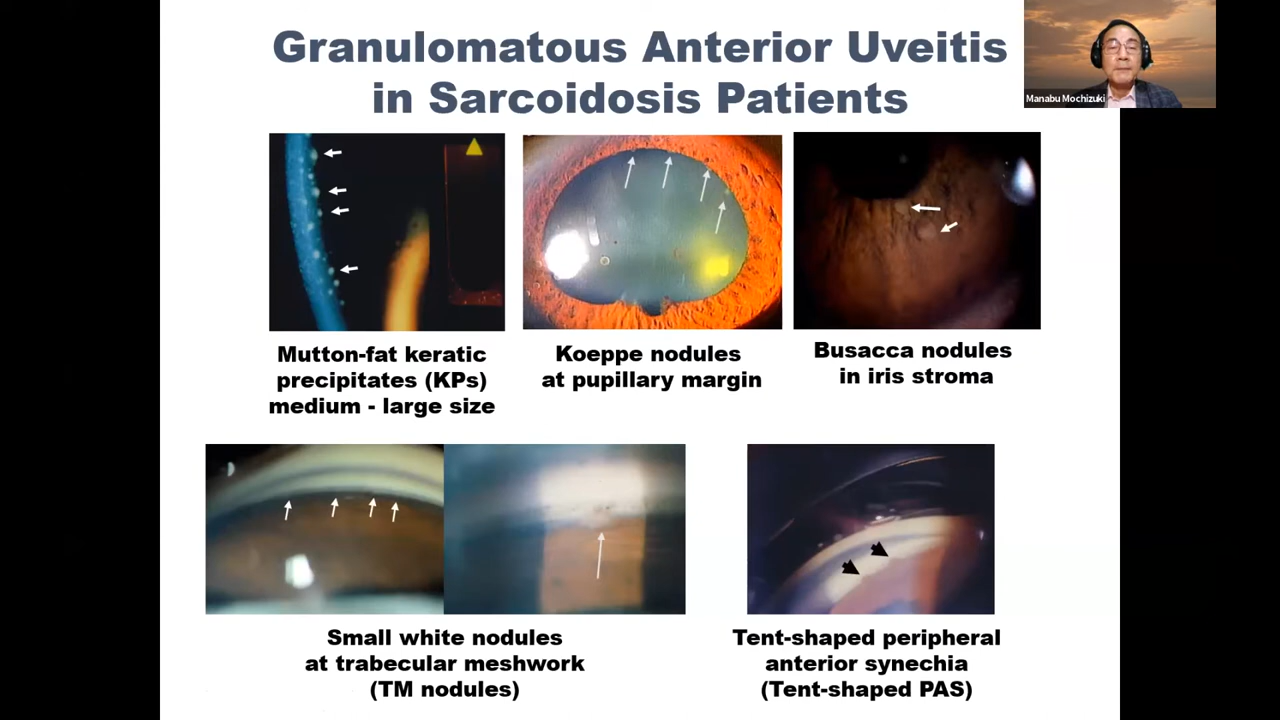 Granulomatous Anterior Uveitis
in Sarcoidosis Patients
Manabu Mochizuki
Mutton-fat keratic
precipitates (KPs)
medium - large size
Koeppe nodules
at pupillary margin
Busacca nodules
in iris stroma
Small white nodules
at trabecular meshwork
(TM nodules)
Tent-shaped peripheral
anterior synechia
(Tent-shaped PAS)